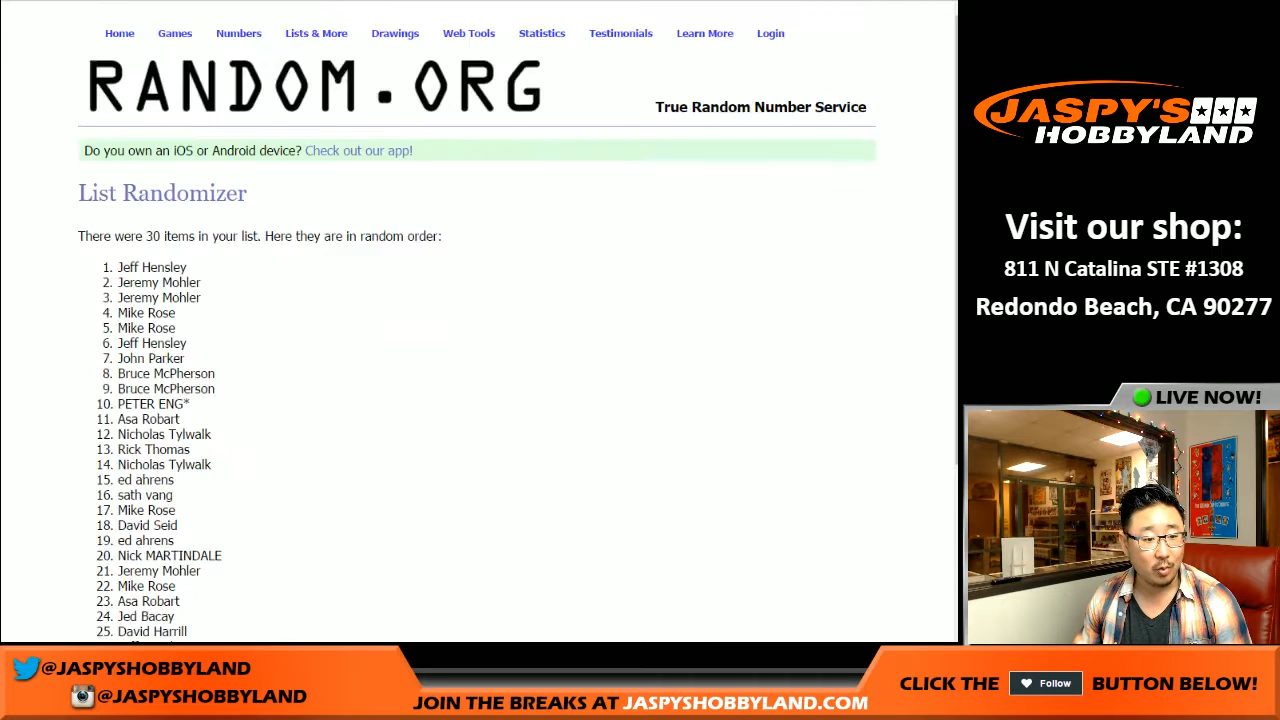 Home Games Numbers Lists & More Drawings Web Tools Statistics Testimonials Learn More Login
RANDOM.ORG
True Random Number Service
Do you own an iOS or Android device? Check out our app!
List Randomizer
There were 30 items in your list. Here they are in random order:
1. Jeff Hensley
2. Jeremy Mohler
3. Jeremy Mohler
4. Mike Rose
5. Mike Rose
6. Jeff Hensley
7. John Parker
8. Bruce McPherson
9. Bruce McPherson
10. PETER ENG*
11. Asa Robart
12. Nicholas Tylwalk
13. Rick Thomas
14. Nicholas Tylwalk
15. ed ahrens
16. sath vang
17. Mike Rose
18. David Seid
19. ed ahrens
20. Nick MARTINDALE
21. Jeremy Mohler
22. Mike Rose
23. Asa Robart
24. Jed Bacay
25. David Harrill
JASPY'S
HOBBYLAND
Visit our shop:
811 N Catalina STE #1308
Redondo Beach, CA 90277
LIVE NOW!
@JASPYSHOBBYLAND
@JASPYSHOBBYLAND
JOIN THE BREAKS AT JASPYSHOBBYLAND.COM
CLICK THE Follow BUTTON BELOW!